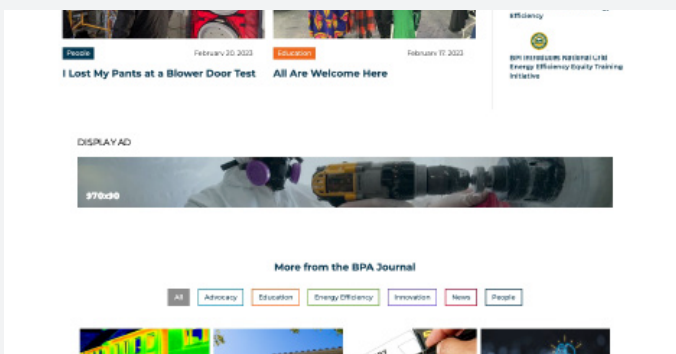 Efficiency
People
February 20, 2023
Education
February 17, 2023
I Lost My Pants at a Blower Door Test
All Are Welcome Here
BPI Introduces National Grid
Energy Efficiency Equity Training
Initiative
DISPLAY AD
970x90
More from the BPA Journal
All
Advocacy
Education
Energy Efficiency
Innovation
News
People